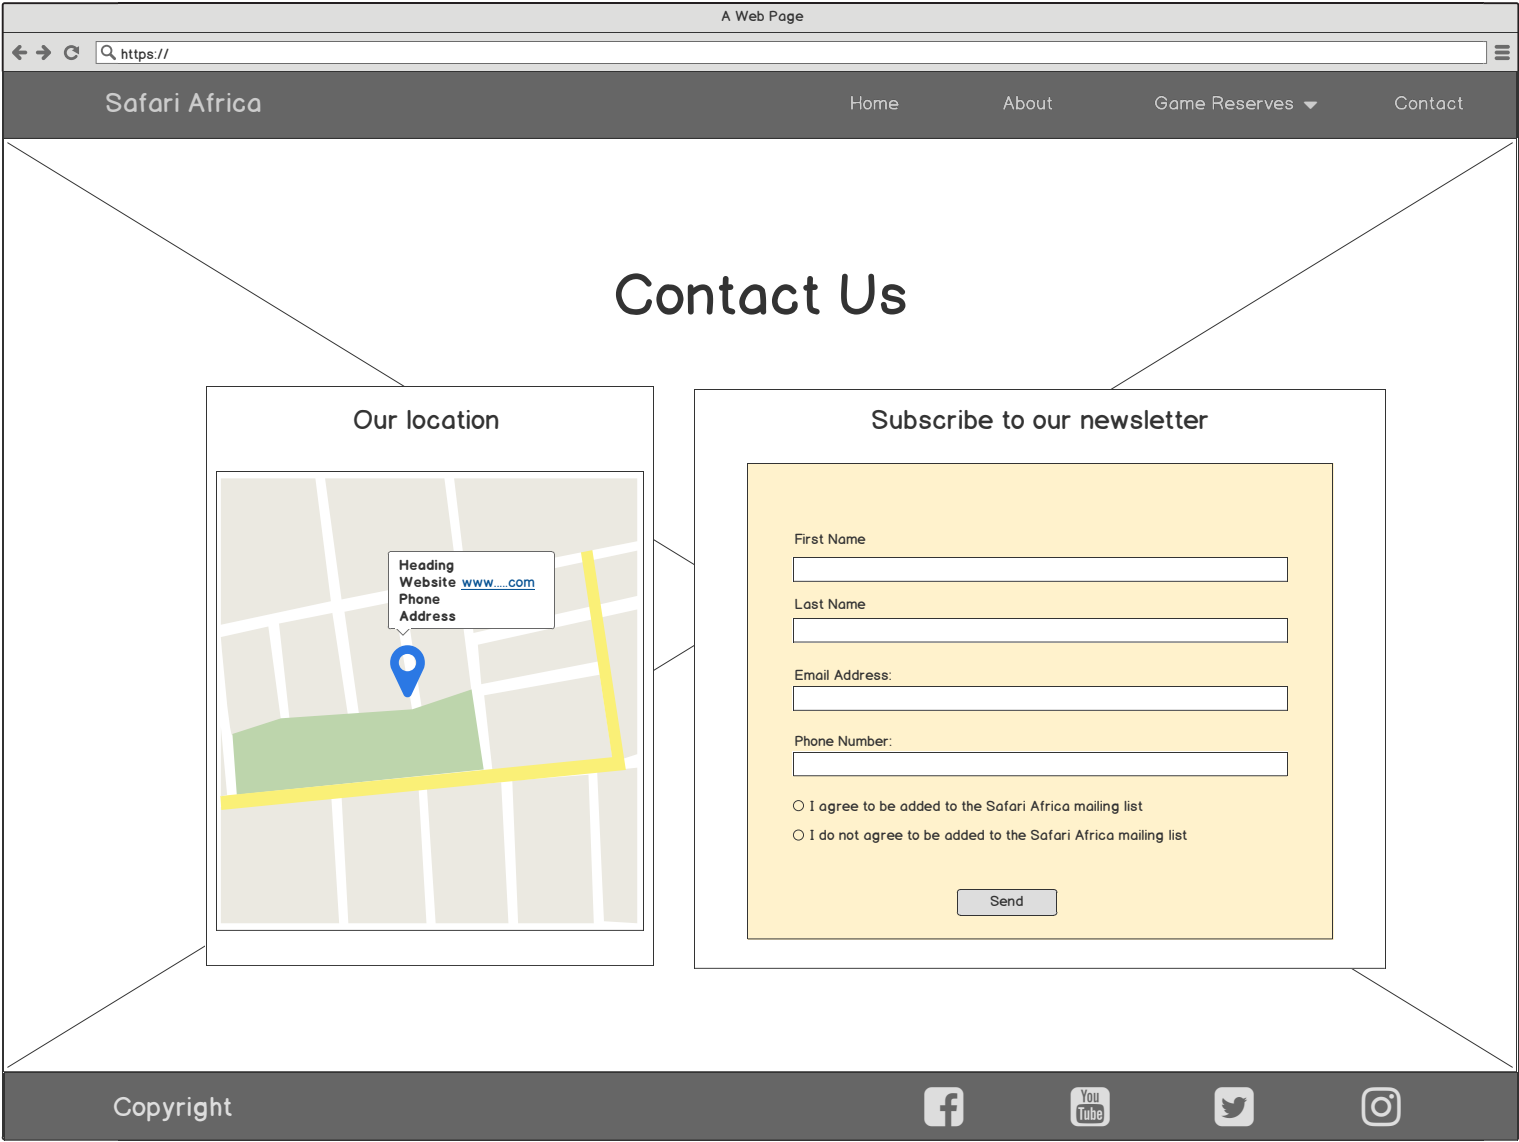 A Web Page
https://
Safari Africa
Home
About
Game Reserves
Contact
Contact Us
Our location
Heading
Website www.....com
Phone
Address
Subscribe to our newsletter
First Name
Last Name
Email Address:
Phone Number:
I agree to be added to the Safari Africa mailing list
I do not agree to be added to the Safari Africa mailing list
Send
Copyright
You
Tube